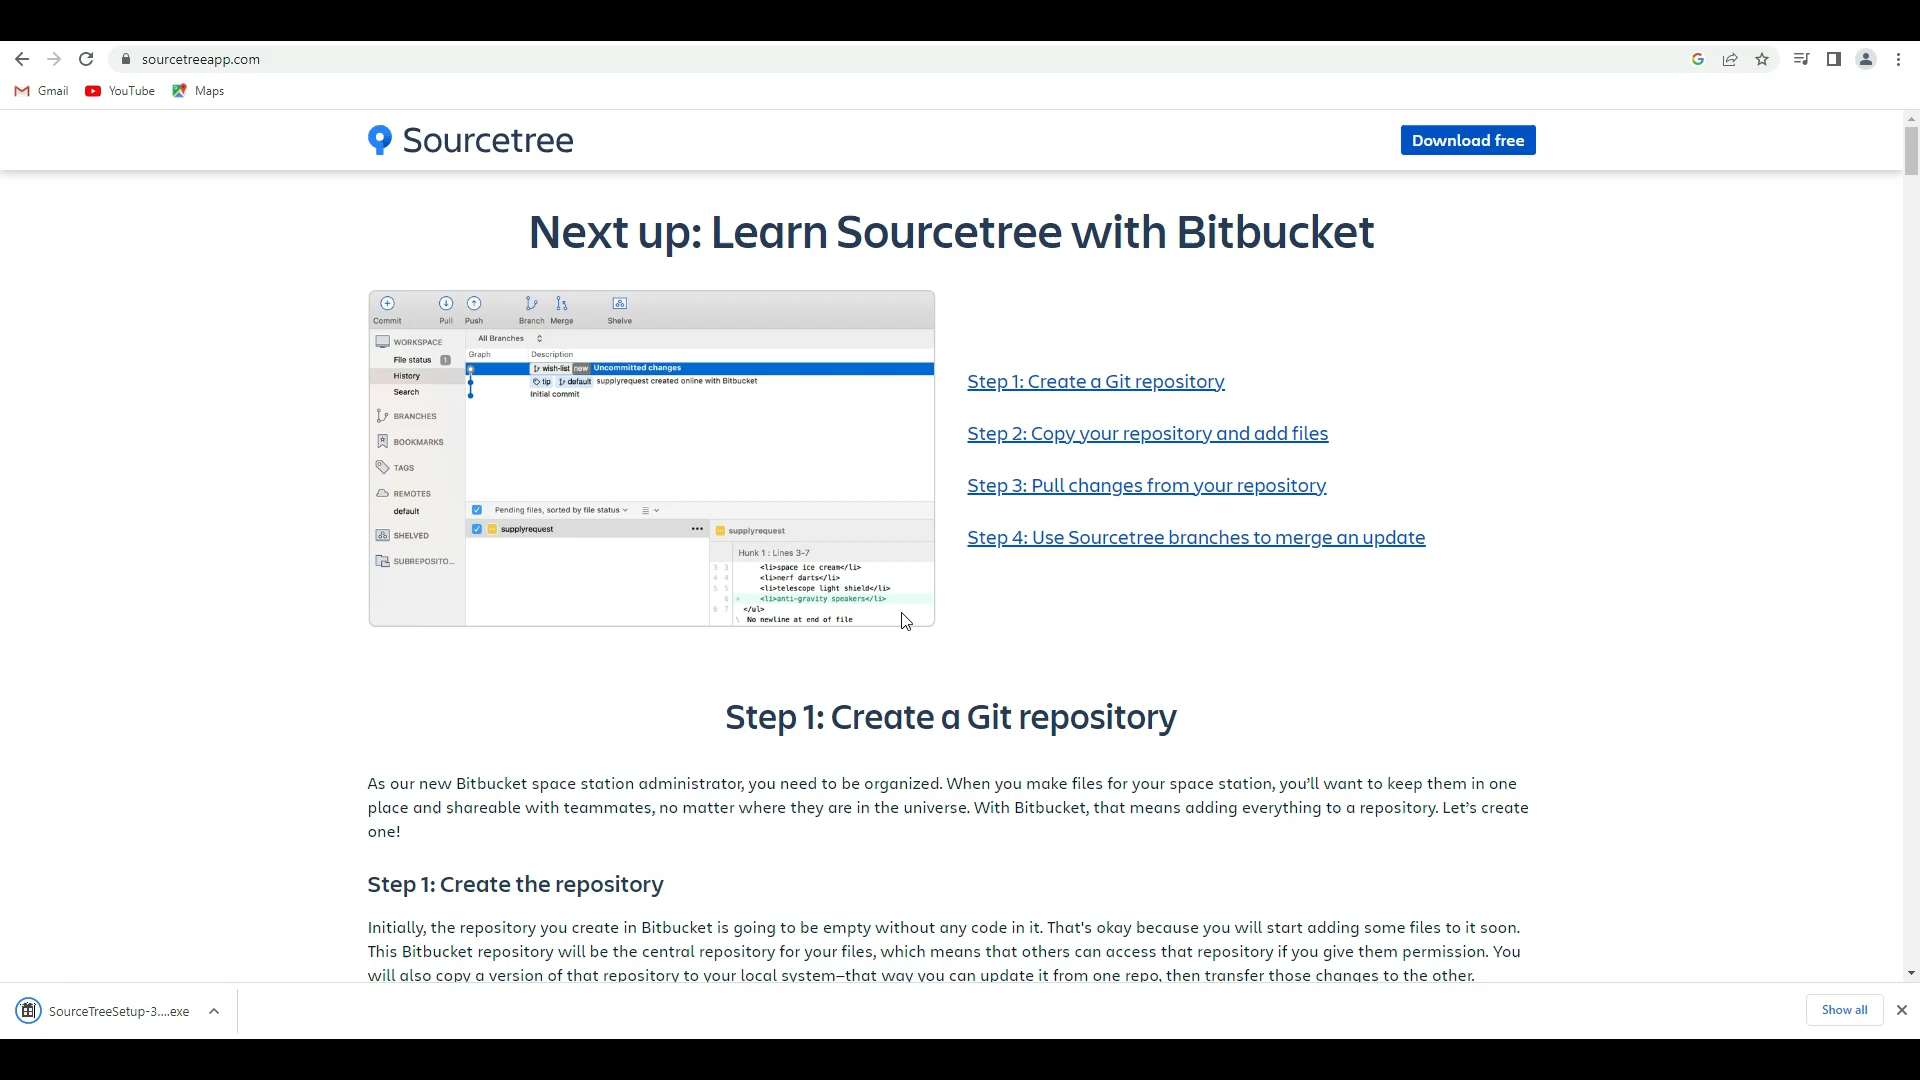 sourcetreeapp.com
Gmail
YouTube
Maps
Sourcetree
Download free
Next up: Learn Sourcetree with Bitbucket
Commit
Pull
Push
Branch
Merge
Shelve
WORKSPACE
File status
1
History
Search
BRANCHES
BOOKMARKS
TAGS
REMOTES
default
SHELVED
SUBREPOSITO...
All Branches
Graph
Description
wish-list new Uncommitted changes
tip default supplyrequest created online with Bitbucket
Initial commit
Pending files, sorted by file status
supplyrequest
supplyrequest
Hunk 1 : Lines 3-7
3 3 <li>space ice cream</li>
4 4 <li>nerf darts</li>
5 5 <li>telescope light shield</li>
6 + <li>anti-gravity speakers</li>
6 7 </ul>
\ No newline at end of file
Step 1: Create a Git repository
Step 2: Copy your repository and add files
Step 3: Pull changes from your repository
Step 4: Use Sourcetree branches to merge an update
Step 1: Create a Git repository
As our new Bitbucket space station administrator, you need to be organized. When you make files for your space station, you’ll want to keep them in one
place and shareable with teammates, no matter where they are in the universe. With Bitbucket, that means adding everything to a repository. Let’s create
one!
Step 1: Create the repository
Initially, the repository you create in Bitbucket is going to be empty without any code in it. That's okay because you will start adding some files to it soon.
This Bitbucket repository will be the central repository for your files, which means that others can access that repository if you give them permission. You
will also copy a version of that repository to your local system—that way you can update it from one repo, then transfer those changes to the other.
SourceTreeSetup-3....exe
Show all